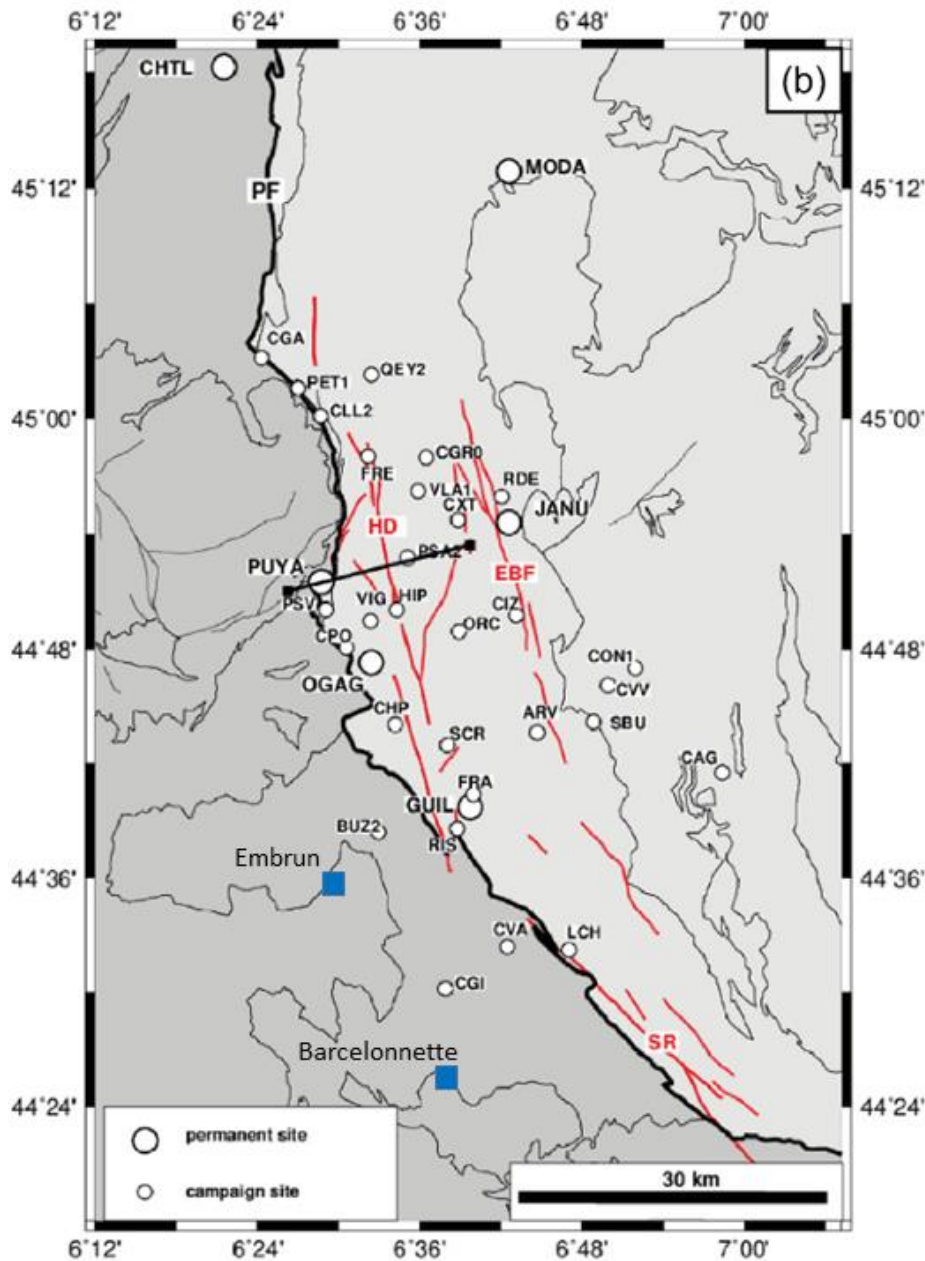 6˚12' 6˚24' 6˚36' 6˚48' 7˚00'
(b)
CHTL
MODA
45˚12' 45˚12'
PF
CGA
QEY2
PET1
CLL2
45˚00' 45˚00'
CGR0
FRE
RDE
VLA1
CXT
JANU
HD
PSA2
PUYA
EBF
PSV
VIG HIP
CIZ
ORC
CPO
44˚48' 44˚48'
CON1
OGAG
CVV
CHP
ARV
SBU
SCR
CAG
FRA
GUIL
BUZ2
RIS
Embrun
44˚36' 44˚36'
CVA
LCH
CGI
SR
Barcelonnette
44˚24' 44˚24'
permanent site
campaign site
30 km
6˚12' 6˚24' 6˚36' 6˚48' 7˚00'